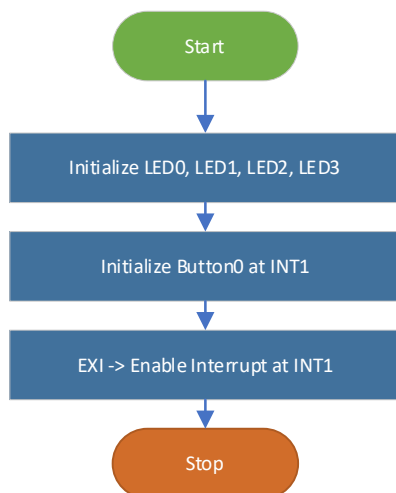 Start
Initialize LED0, LED1, LED2, LED3
Initialize Button0 at INT1
EXI -> Enable Interrupt at INT1
Stop